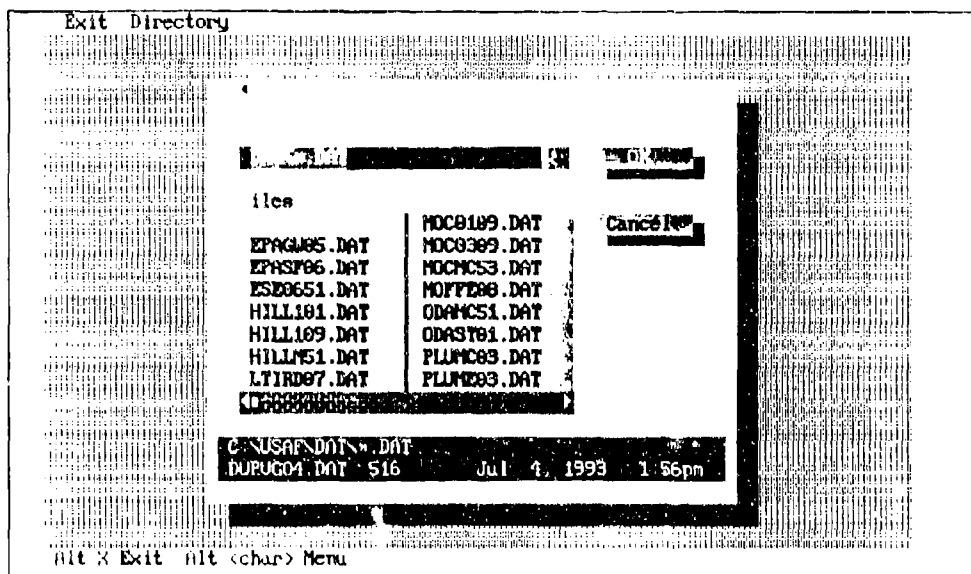 Exit Directory
iles
MOC0109.DAT
Cancel
EPAGW05.DAT MOC0309.DAT
EPASF06.DAT MOCMC53.DAT
ESE0651.DAT MOFFE08.DAT
HILL101.DAT ODAMC51.DAT
HILL109.DAT ODAST01.DAT
HILLM51.DAT PLUMC03.DAT
LTIRD07.DAT PLUME03.DAT
C:\USAF\DAT\*.DAT
DUPUG04.DAT 516 Jul 4, 1993 1:56pm
Alt X Exit Alt <char> Menu